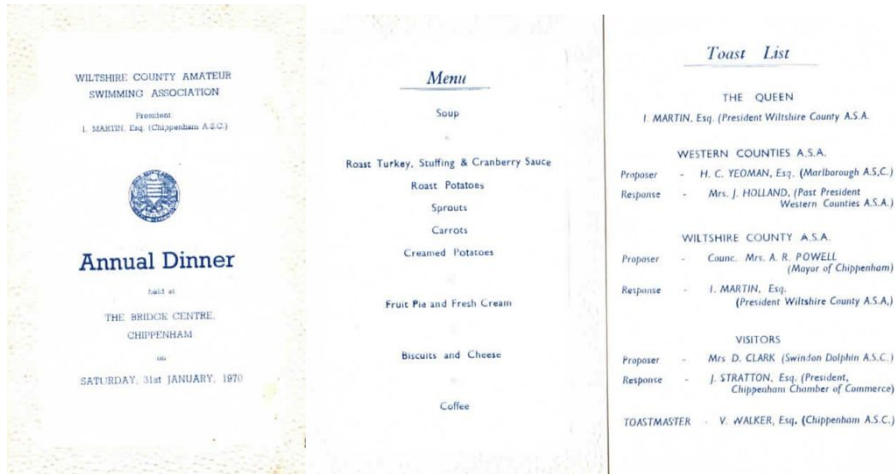 WILTSHIRE COUNTY AMATEUR
SWIMMING ASSOCIATION
President
I. MARTIN, Esq. (Chippenham A.S.C.)
Annual Dinner
held at
THE BRIDGE CENTRE,
CHIPPENHAM
on
SATURDAY, 31st JANUARY, 1970
Menu
Soup
Roast Turkey, Stuffing & Cranberry Sauce
Roast Potatoes
Sprouts
Carrots
Creamed Potatoes
Fruit Pie and Fresh Cream
Biscuits and Cheese
Coffee
Toast List
THE QUEEN
I. MARTIN, Esq. (President Wiltshire County A.S.A.
WESTERN COUNTIES A.S.A.
Proposer - H. C. YEOMAN, Esq. (Marlborough A.S.C.)
Response - Mrs. J. HOLLAND, (Past President
Western Counties A.S.A.)
WILTSHIRE COUNTY A.S.A.
Proposer - Counc. Mrs. A. R. POWELL
(Mayor of Chippenham)
Response - I. MARTIN, Esq.
(President Wiltshire County A.S.A.)
VISITORS
Proposer - Mrs D. CLARK (Swindon Dolphin A.S.C.)
Response - J. STRATTON, Esq. (President,
Chippenham Chamber of Commerce)
TOASTMASTER - V. WALKER, Esq. (Chippenham A.S.C.)